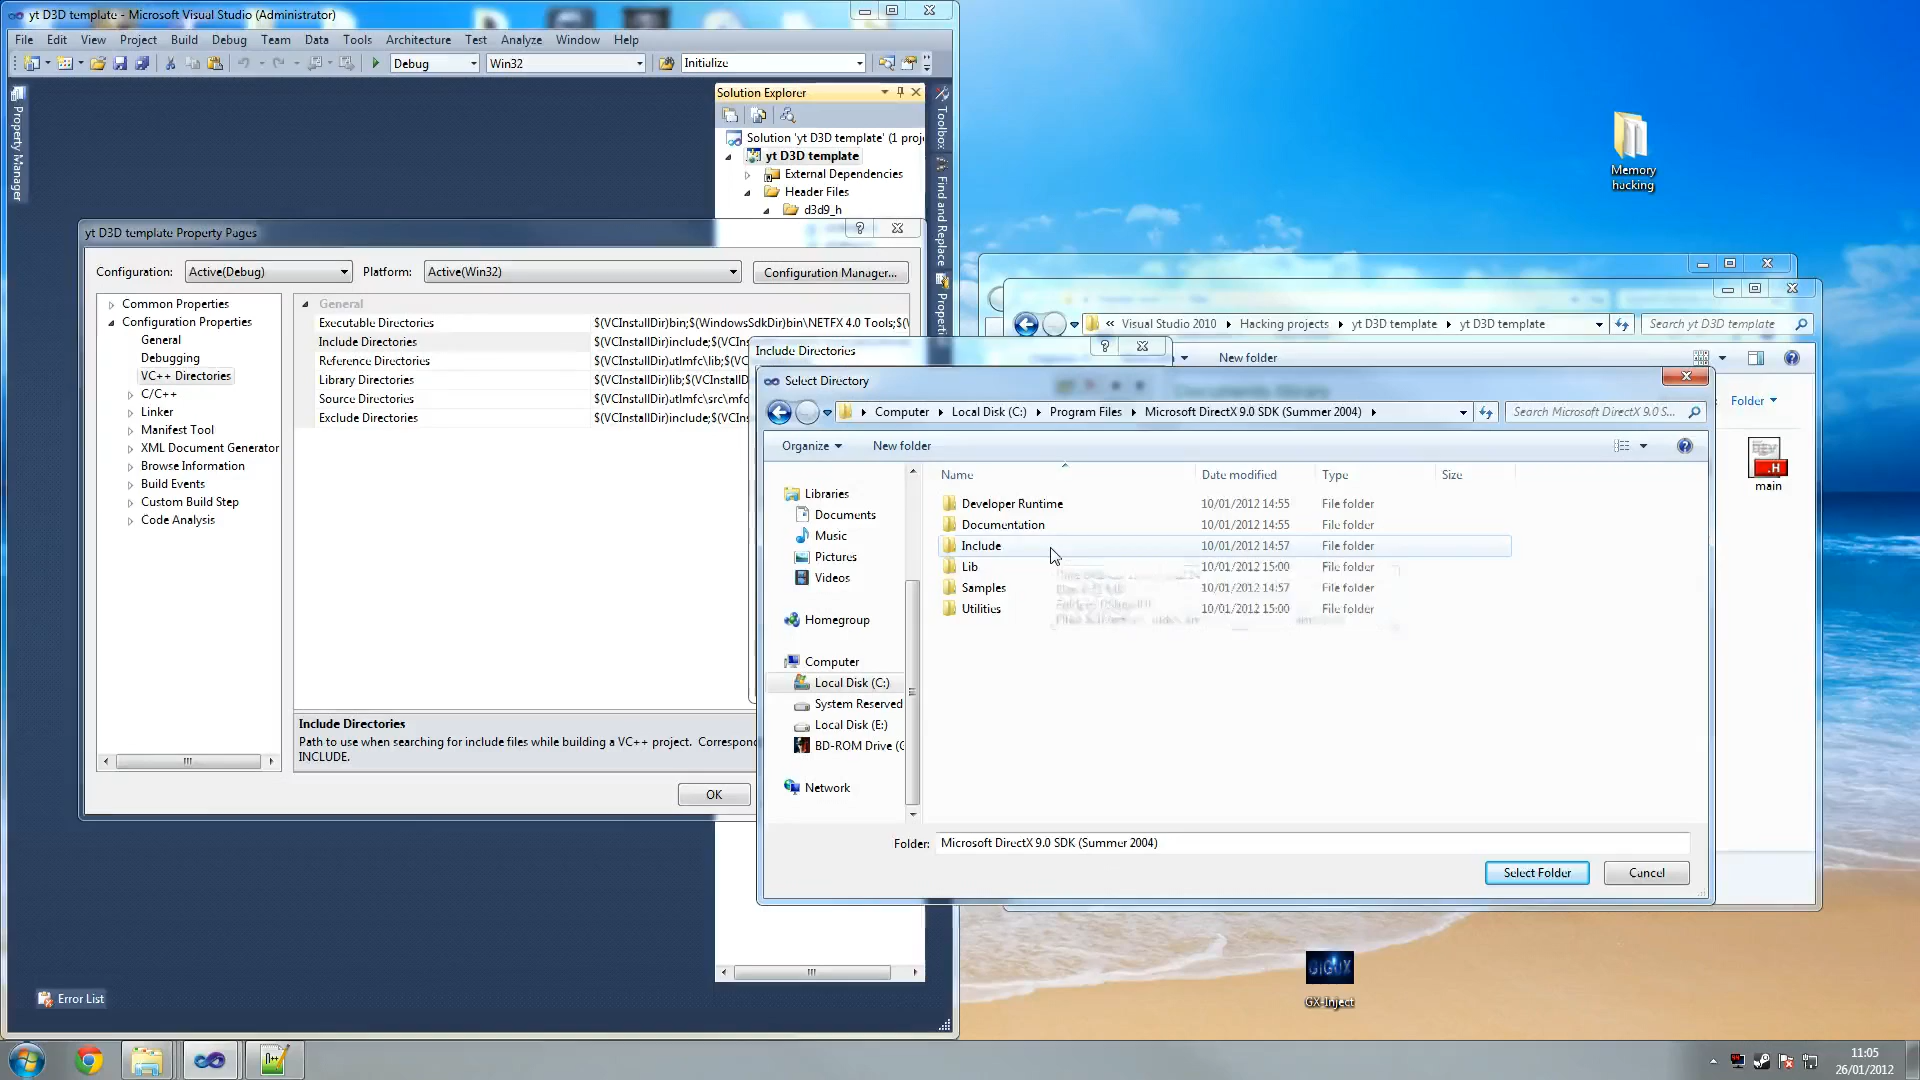 yt D3D template - Microsoft Visual Studio (Administrator)
File Edit View Project Build Debug Team Data Tools Architecture Test Analyze Window Help
Debug Win32 Initialize
Property Manager
Solution Explorer
Solution 'yt D3D template' (1 proj
yt D3D template
External Dependencies
Header Files
d3d9_h
Toolbox
Find and Replace
Properti
yt D3D template Property Pages
Configuration: Active(Debug) Platform: Active(Win32) Configuration Manager...
Common Properties
Configuration Properties
General
Debugging
VC++ Directories
C/C++
Linker
Manifest Tool
XML Document Generator
Browse Information
Build Events
Custom Build Step
Code Analysis
General
Executable Directories $(VCInstallDir)bin;$(WindowsSdkDir)bin\NETFX 4.0 Tools;$(V
Include Directories $(VCInstallDir)include;$(VCInstallDir)
Reference Directories $(VCInstallDir)atlmfc\lib;$(VC
Library Directories $(VCInstallDir)lib;$(VCInstallD
Source Directories $(VCInstallDir)atlmfc\src\mfc
Exclude Directories $(VCInstallDir)include;$(VCIns
Include Directories
Path to use when searching for include files while building a VC++ project. Correspond
INCLUDE.
OK
Include Directories
Select Directory
Computer Local Disk (C:) Program Files Microsoft DirectX 9.0 SDK (Summer 2004) Search Microsoft DirectX 9.0 S...
Organize New folder
Name Date modified Type Size
Libraries
Documents
Music
Pictures
Videos
Homegroup
Computer
Local Disk (C:)
System Reserved
Local Disk (E:)
BD-ROM Drive (G
Network
Developer Runtime 10/01/2012 14:55 File folder
Documentation 10/01/2012 14:55 File folder
Include 10/01/2012 14:57 File folder
Lib 10/01/2012 15:00 File folder
Samples 10/01/2012 14:57 File folder
Utilities 10/01/2012 15:00 File folder
Folder: Microsoft DirectX 9.0 SDK (Summer 2004)
Select Folder Cancel
« Visual Studio 2010 Hacking projects yt D3D template yt D3D template Search yt D3D template
New folder
Documents library
Folder
.H
main
Memory
hacking
GIGUX
GX-Inject
Error List
11:05
26/01/2012